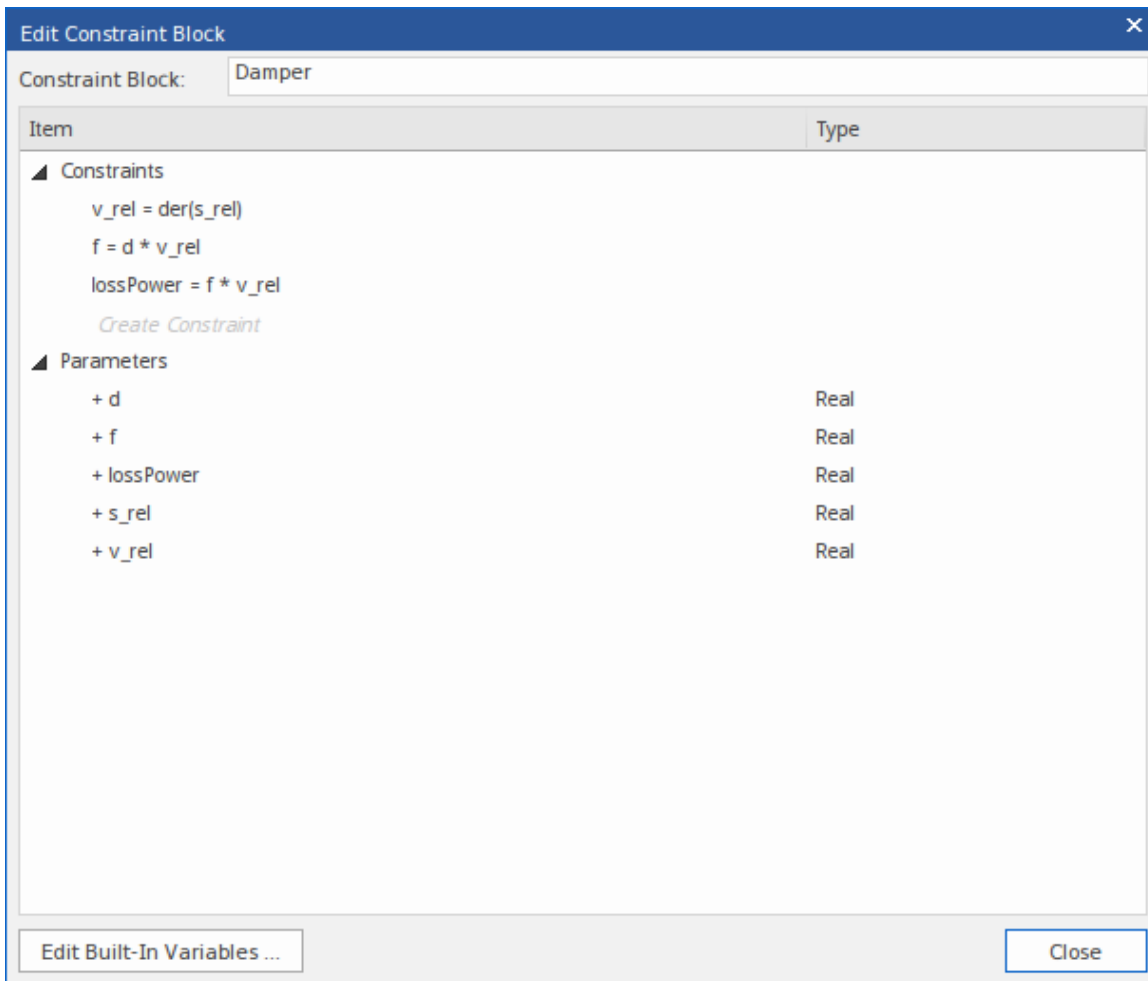 Edit Constraint Block
Constraint Block: Damper
Item Type
Constraints
v_rel = der(s_rel)
f = d * v_rel
lossPower = f * v_rel
Create Constraint
Parameters
+ d Real
+ f Real
+ lossPower Real
+ s_rel Real
+ v_rel Real
Edit Built-In Variables ... Close